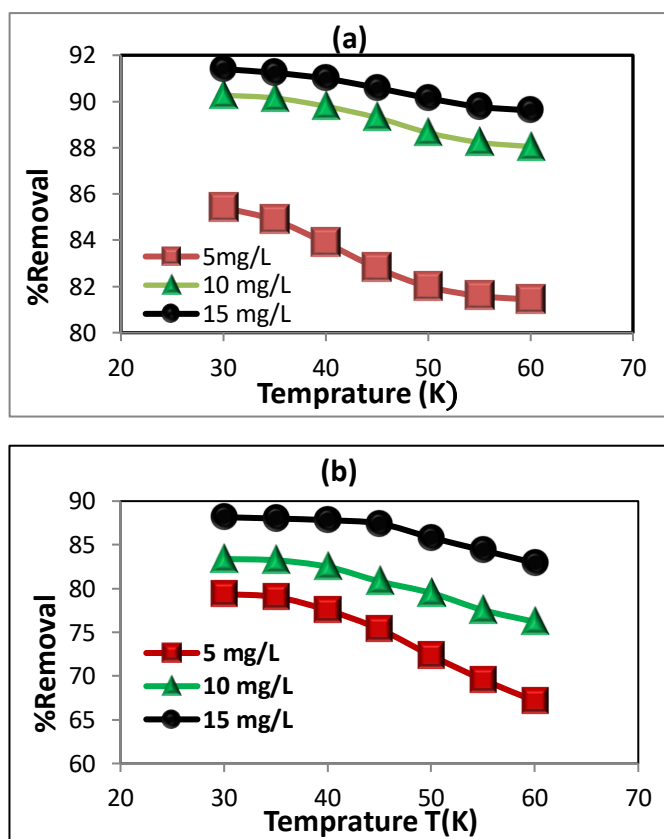 (a)
%Removal
92
90
88
86
84
82
80
5mg/L
10 mg/L
15 mg/L
20 30 40 50 60 70
Temprature (K)
(b)
%Removal
90
85
80
75
70
65
60
5 mg/L
10 mg/L
15 mg/L
20 30 40 50 60 70
Temprature T(K)